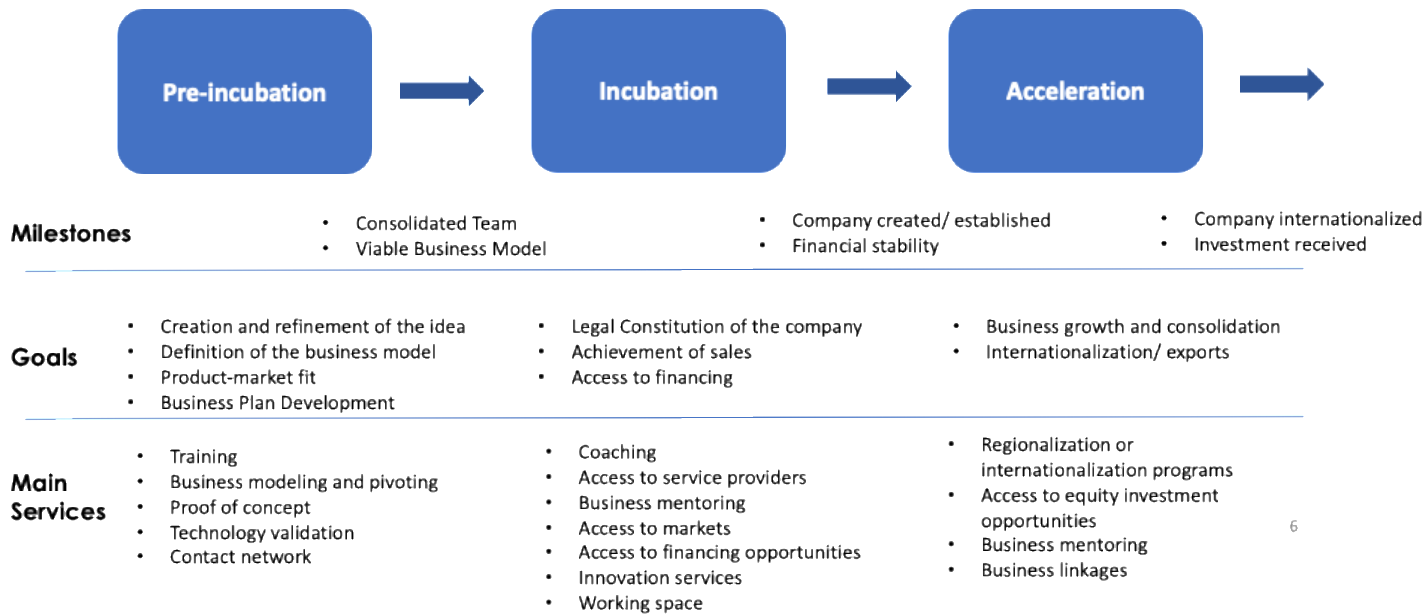 Pre-incubation
Incubation
Acceleration
Milestones
• Consolidated Team
• Viable Business Model
• Company created/ established
• Financial stability
• Company internationalized
• Investment received
Goals
• Creation and refinement of the idea
• Definition of the business model
• Product-market fit
• Business Plan Development
• Legal Constitution of the company
• Achievement of sales
• Access to financing
• Business growth and consolidation
• Internationalization/ exports
Main
Services
• Training
• Business modeling and pivoting
• Proof of concept
• Technology validation
• Contact network
• Coaching
• Access to service providers
• Business mentoring
• Access to markets
• Access to financing opportunities
• Innovation services
• Working space
• Regionalization or
internationalization programs
• Access to equity investment
opportunities
• Business mentoring
• Business linkages
6